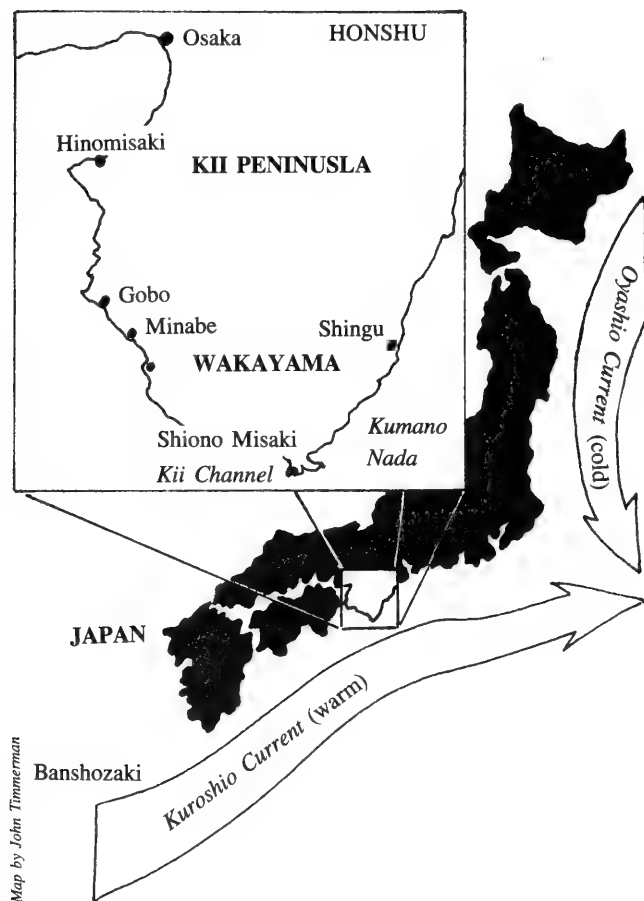 Osaka
HONSHU
Hinomisaki
KII PENINUSLA
Gobo
Minabe
Shingu
WAKAYAMA
Shiono Misaki
Kii Channel
Kumano
Nada
Oyashio Current (cold)
JAPAN
Kuroshio Current (warm)
Banshozaki
Map by John Timmerman